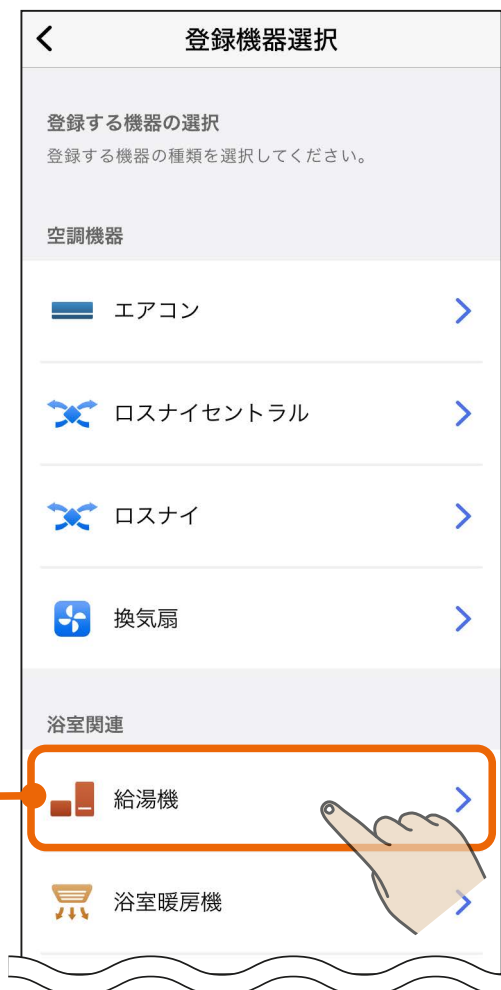 登録機器選択
登録する機器の選択
登録する機器の種類を選択してください。
空調機器
エアコン
ロスナイセントラル
ロスナイ
換気扇
浴室関連
給湯機
浴室暖房機